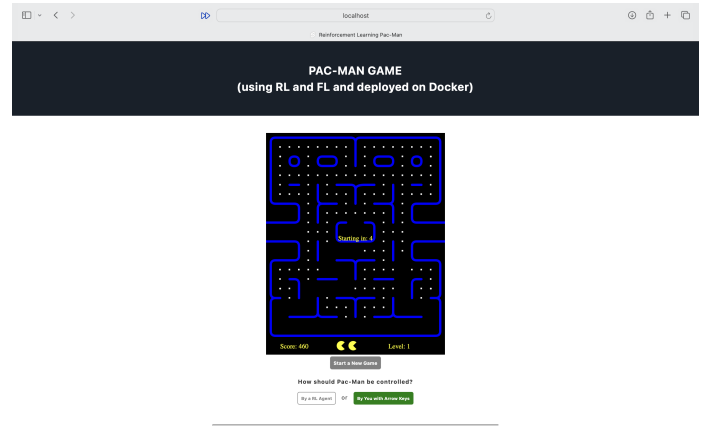 localhost
Reinforcement Learning Pac-Man
PAC-MAN GAME
(using RL and FL and deployed on Docker)
Starting in: 4
Score: 460
Level: 1
Start a New Game
How should Pac-Man be controlled?
By a RL Agent or By You with Arrow Keys